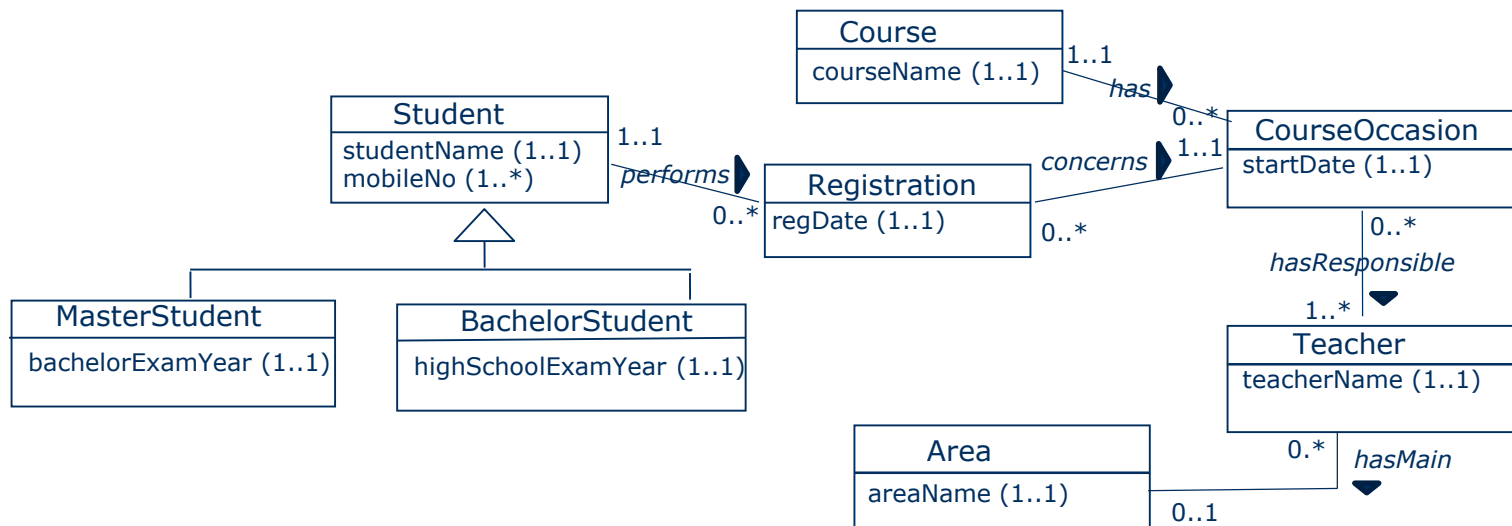 Course
courseName (1..1)
1..1
has
0..*
Student
studentName (1..1)
mobileNo (1..*)
1..1
performs
0..*
Registration
regDate (1..1)
concerns
1..1
0..*
CourseOccasion
startDate (1..1)
0..*
hasResponsible
1..*
MasterStudent
bachelorExamYear (1..1)
BachelorStudent
highSchoolExamYear (1..1)
Teacher
teacherName (1..1)
0.*
hasMain
Area
areaName (1..1)
0..1